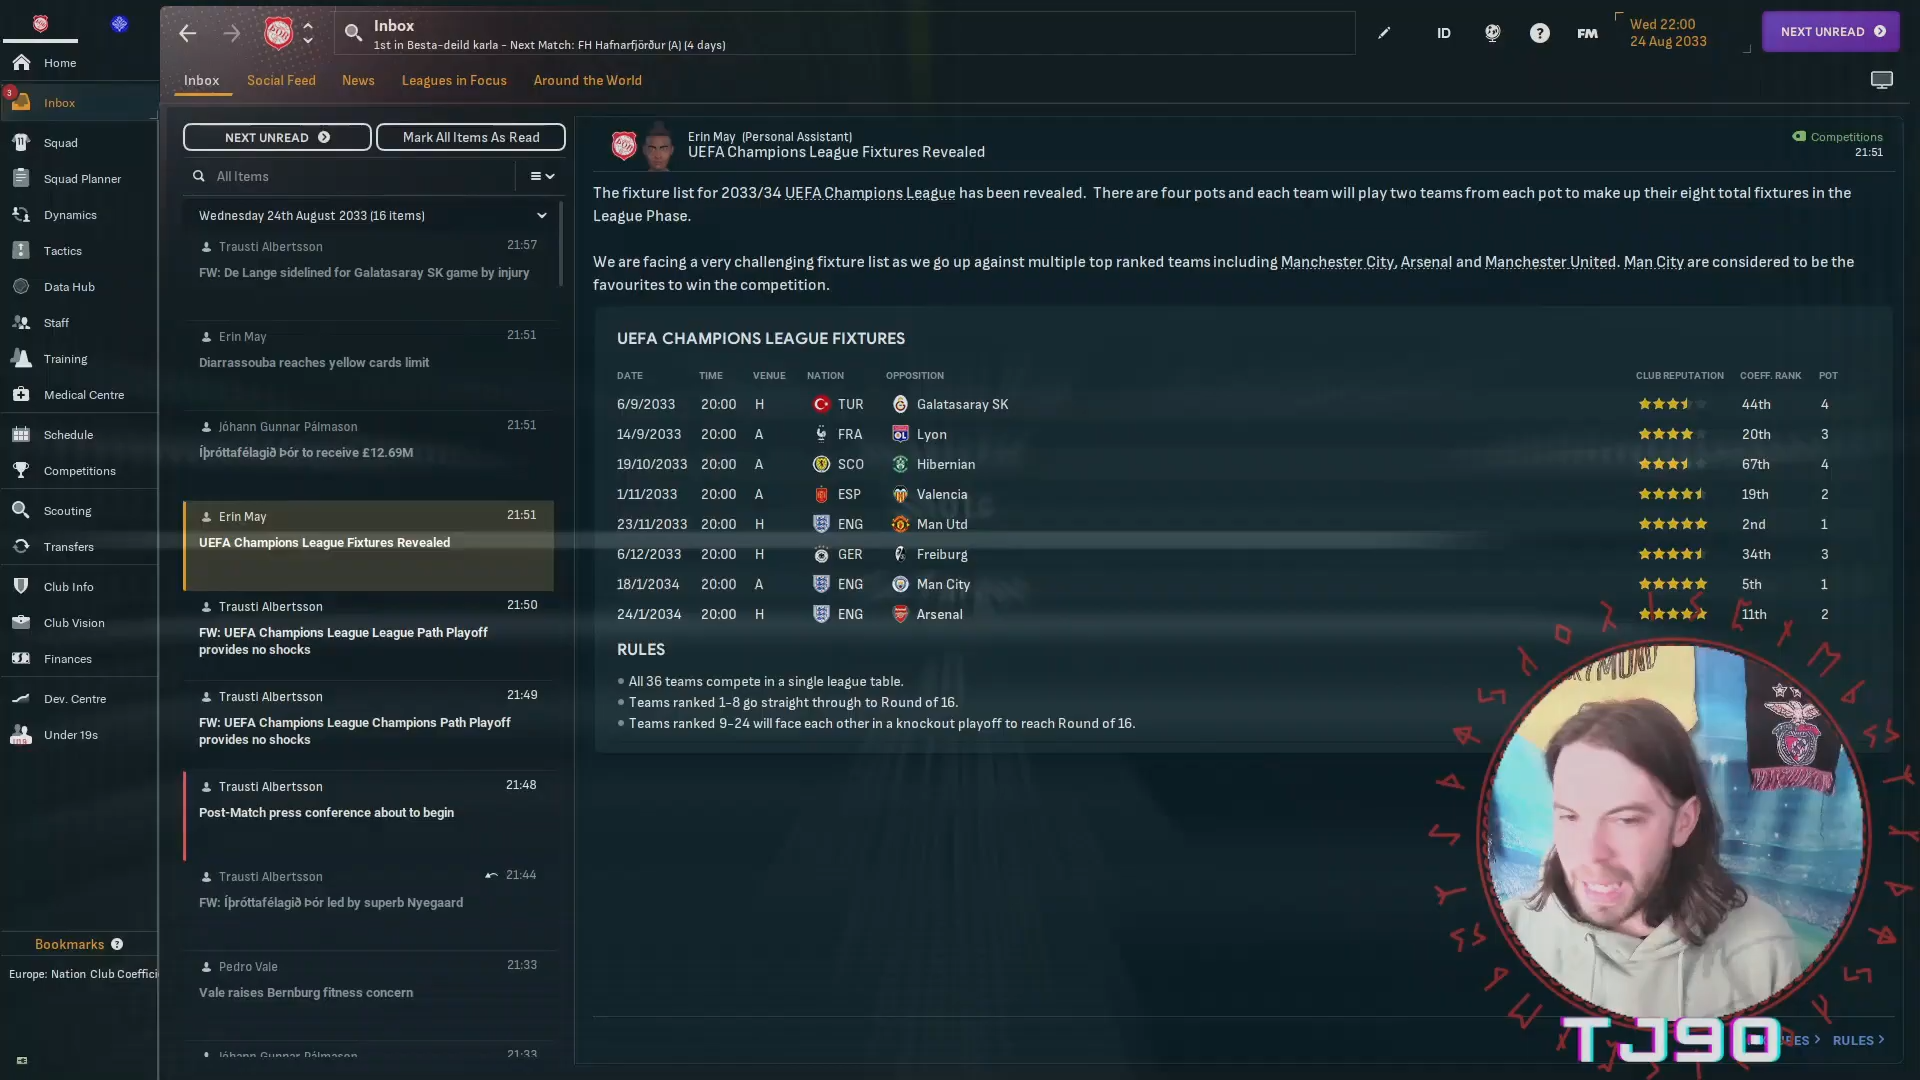 Inbox
1st in Besta-deild karla - Next Match: FH Hafnarfjörður (A) (4 days)
ID
FM
Wed 22:00
24 Aug 2033
NEXT UNREAD
Home
3
Inbox
Squad
Squad Planner
Dynamics
Tactics
Data Hub
Staff
Training
Medical Centre
Schedule
Competitions
Scouting
Transfers
Club Info
Club Vision
Finances
Dev. Centre
Under 19s
Bookmarks ?
Europe: Nation Club Coeffici
Inbox Social Feed News Leagues in Focus Around the World
NEXT UNREAD Mark All Items As Read
All Items
Wednesday 24th August 2033 (16 items)
Trausti Albertsson 21:57
FW: De Lange sidelined for Galatasaray SK game by injury
Erin May 21:51
Diarrassouba reaches yellow cards limit
Jóhann Gunnar Pálmason 21:51
Íþróttafélagið Þór to receive £12.69M
Erin May 21:51
UEFA Champions League Fixtures Revealed
Trausti Albertsson 21:50
FW: UEFA Champions League League Path Playoff
provides no shocks
Trausti Albertsson 21:49
FW: UEFA Champions League Champions Path Playoff
provides no shocks
Trausti Albertsson 21:48
Post-Match press conference about to begin
Trausti Albertsson 21:44
FW: Íþróttafélagið Þór led by superb Nyegaard
Pedro Vale 21:33
Vale raises Bernburg fitness concern
Jóhann Gunnar Pálmason 21:33
Erin May (Personal Assistant)
UEFA Champions League Fixtures Revealed
Competitions
21:51
The fixture list for 2033/34 UEFA Champions League has been revealed. There are four pots and each team will play two teams from each pot to make up their eight total fixtures in the
League Phase.
We are facing a very challenging fixture list as we go up against multiple top ranked teams including Manchester City, Arsenal and Manchester United. Man City are considered to be the
favourites to win the competition.
UEFA CHAMPIONS LEAGUE FIXTURES
DATE TIME VENUE NATION OPPOSITION CLUB REPUTATION COEFF. RANK POT
6/9/2033 20:00 H TUR Galatasaray SK 44th 4
14/9/2033 20:00 A FRA Lyon 20th 3
19/10/2033 20:00 A SCO Hibernian 67th 4
1/11/2033 20:00 A ESP Valencia 19th 2
23/11/2033 20:00 H ENG Man Utd 2nd 1
6/12/2033 20:00 H GER Freiburg 34th 3
18/1/2034 20:00 A ENG Man City 5th 1
24/1/2034 20:00 H ENG Arsenal 11th 2
RULES
All 36 teams compete in a single league table.
Teams ranked 1-8 go straight through to Round of 16.
Teams ranked 9-24 will face each other in a knockout playoff to reach Round of 16.
TJ90
RULES